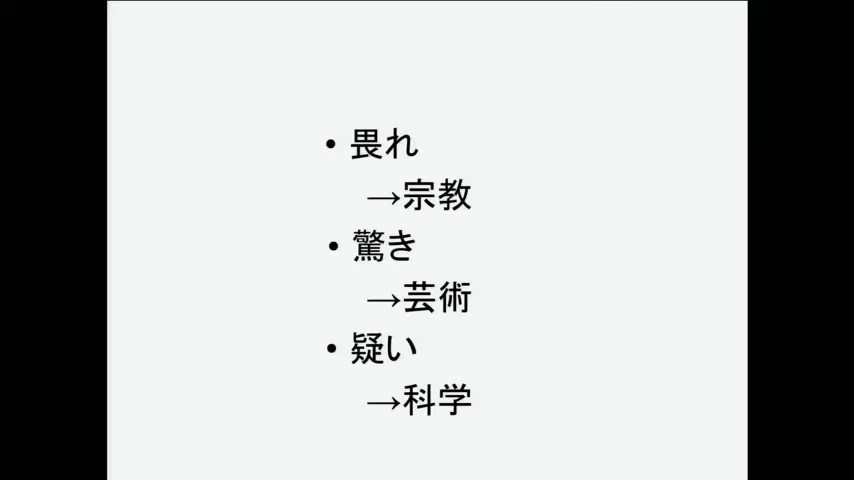 • 畏れ
→宗教
• 驚き
→芸術
• 疑い
→科学